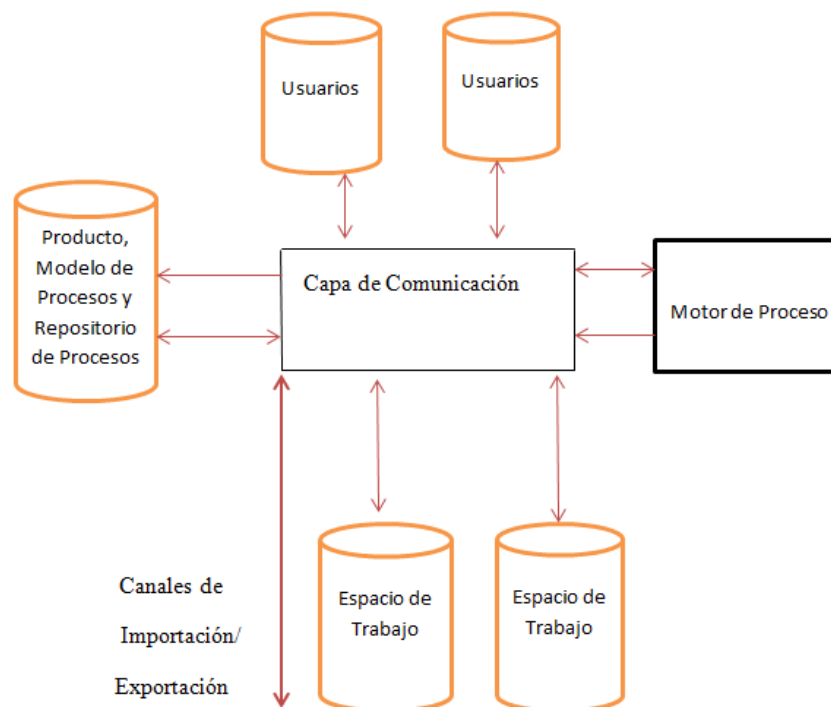 Usuarios
Usuarios
Producto,
Modelo de
Procesos y
Repositorio
de Procesos
Capa de Comunicación
Motor de Proceso
Canales de
Importación/
Exportación
Espacio de
Trabajo
Espacio de
Trabajo